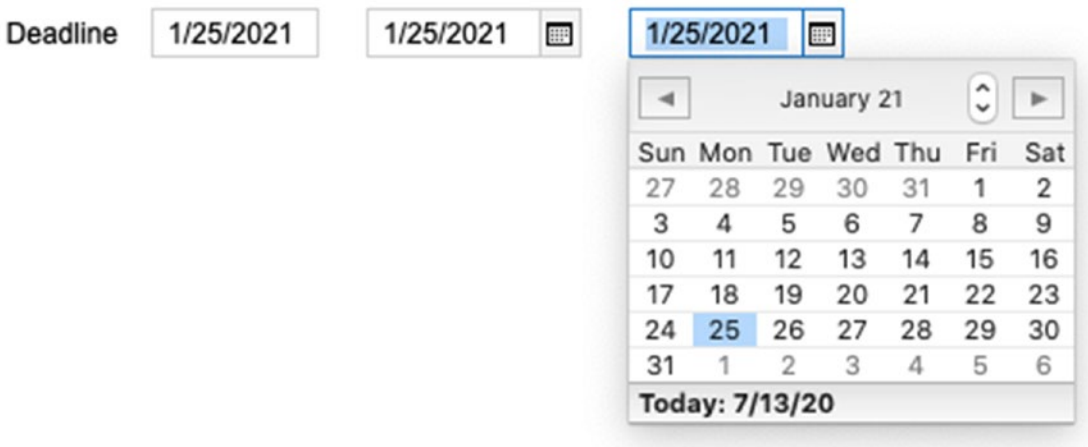 Deadline 1/25/2021 1/25/2021 1/25/2021
January 21
Sun Mon Tue Wed Thu Fri Sat
27 28 29 30 31 1 2
3 4 5 6 7 8 9
10 11 12 13 14 15 16
17 18 19 20 21 22 23
24 25 26 27 28 29 30
31 1 2 3 4 5 6
Today: 7/13/20